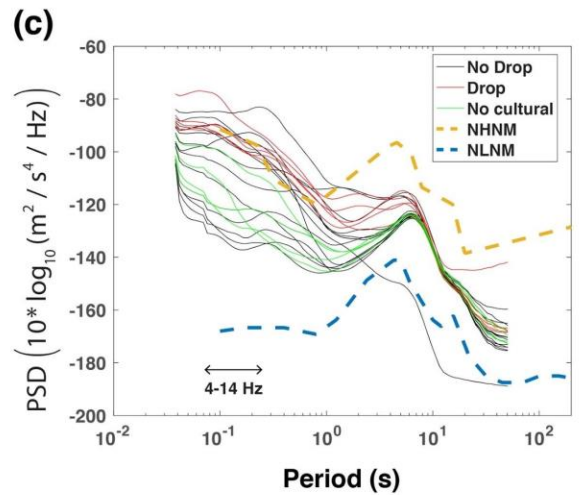 (c)
PSD (10* log₁₀ (m² / s⁴ / Hz))
-60
-80
-100
-120
-140
-160
-180
-200
No Drop
Drop
No cultural
NHNM
NLNM
4-14 Hz
10⁻² 10⁻¹ 10⁰ 10¹ 10²
Period (s)